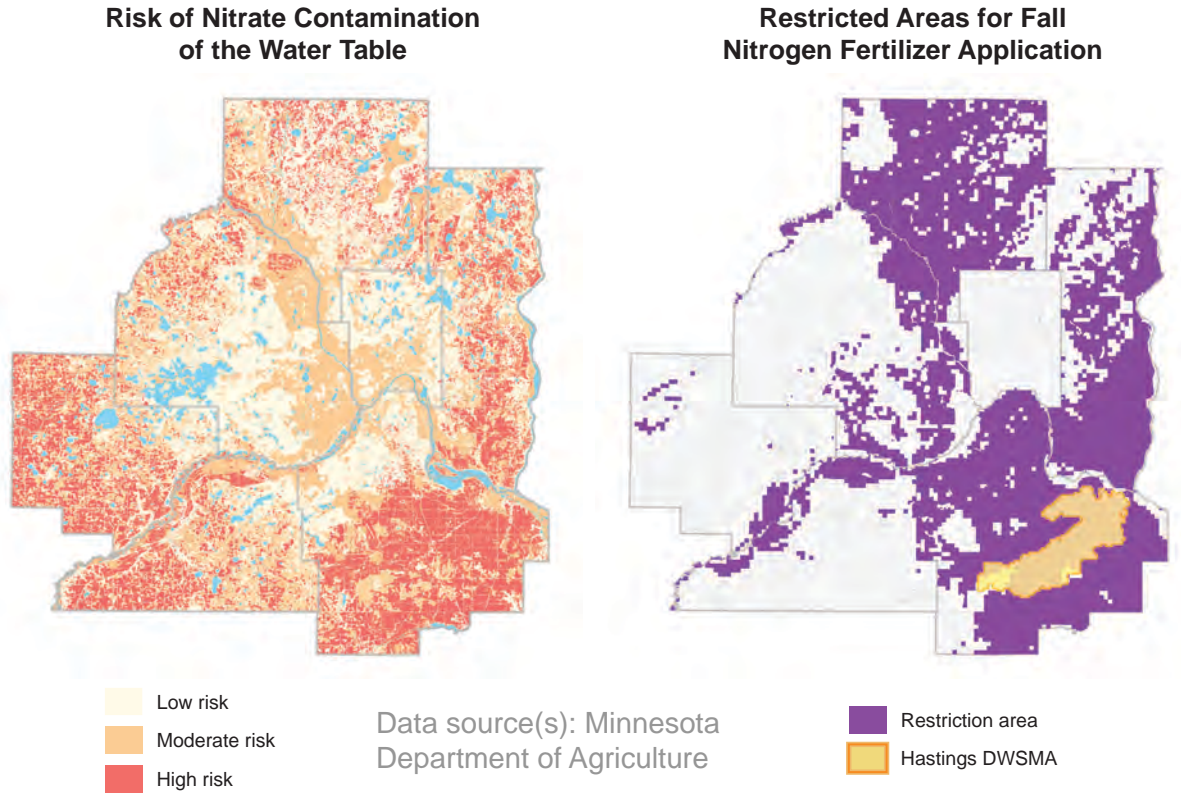 Risk of Nitrate Contamination
of the Water Table
Restricted Areas for Fall
Nitrogen Fertilizer Application
Low risk
Moderate risk
High risk
Data source(s): Minnesota
Department of Agriculture
Restriction area
Hastings DWSMA